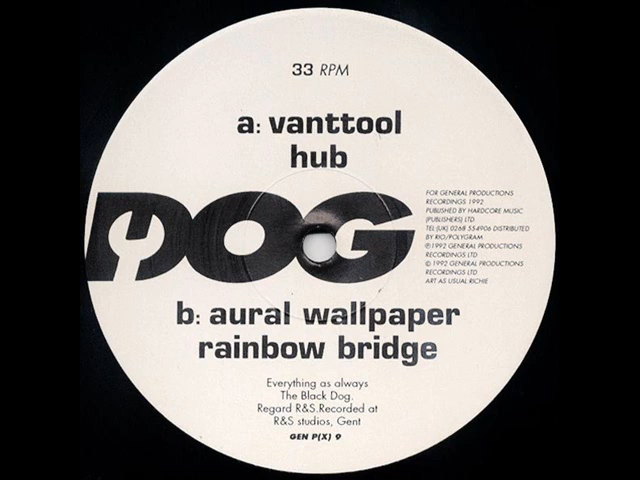 33 RPM
a: vanttool
hub
DOG
FOR GENERAL PRODUCTIONS
RECORDINGS 1992
PUBLISHED BY HARDCORE MUSIC
(PUBLISHERS) LTD
TEL (UK) 0268 554906 DISTRIBUTED
BY RIO/POLYGRAM
℗1992 GENERAL PRODUCTIONS
RECORDINGS LTD
© 1992 GENERAL PRODUCTIONS
RECORDINGS LTD
ART AS USUAL RICHIE
b: aural wallpaper
rainbow bridge
Everything as always
The Black Dog.
Regard R&S.Recorded at
R&S studios, Gent
GEN P(X) 9